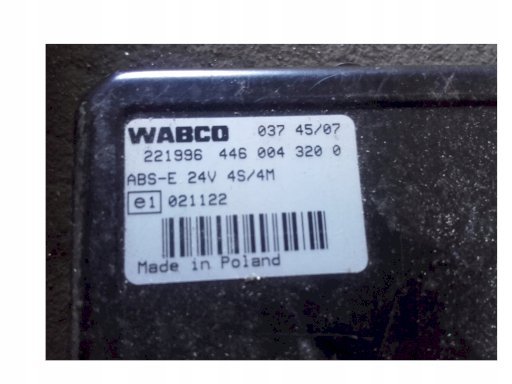 WABCO 037 45/07
221996 446 004 320 0
ABS-E 24V 4S/4M
e1 021122
Made in Poland